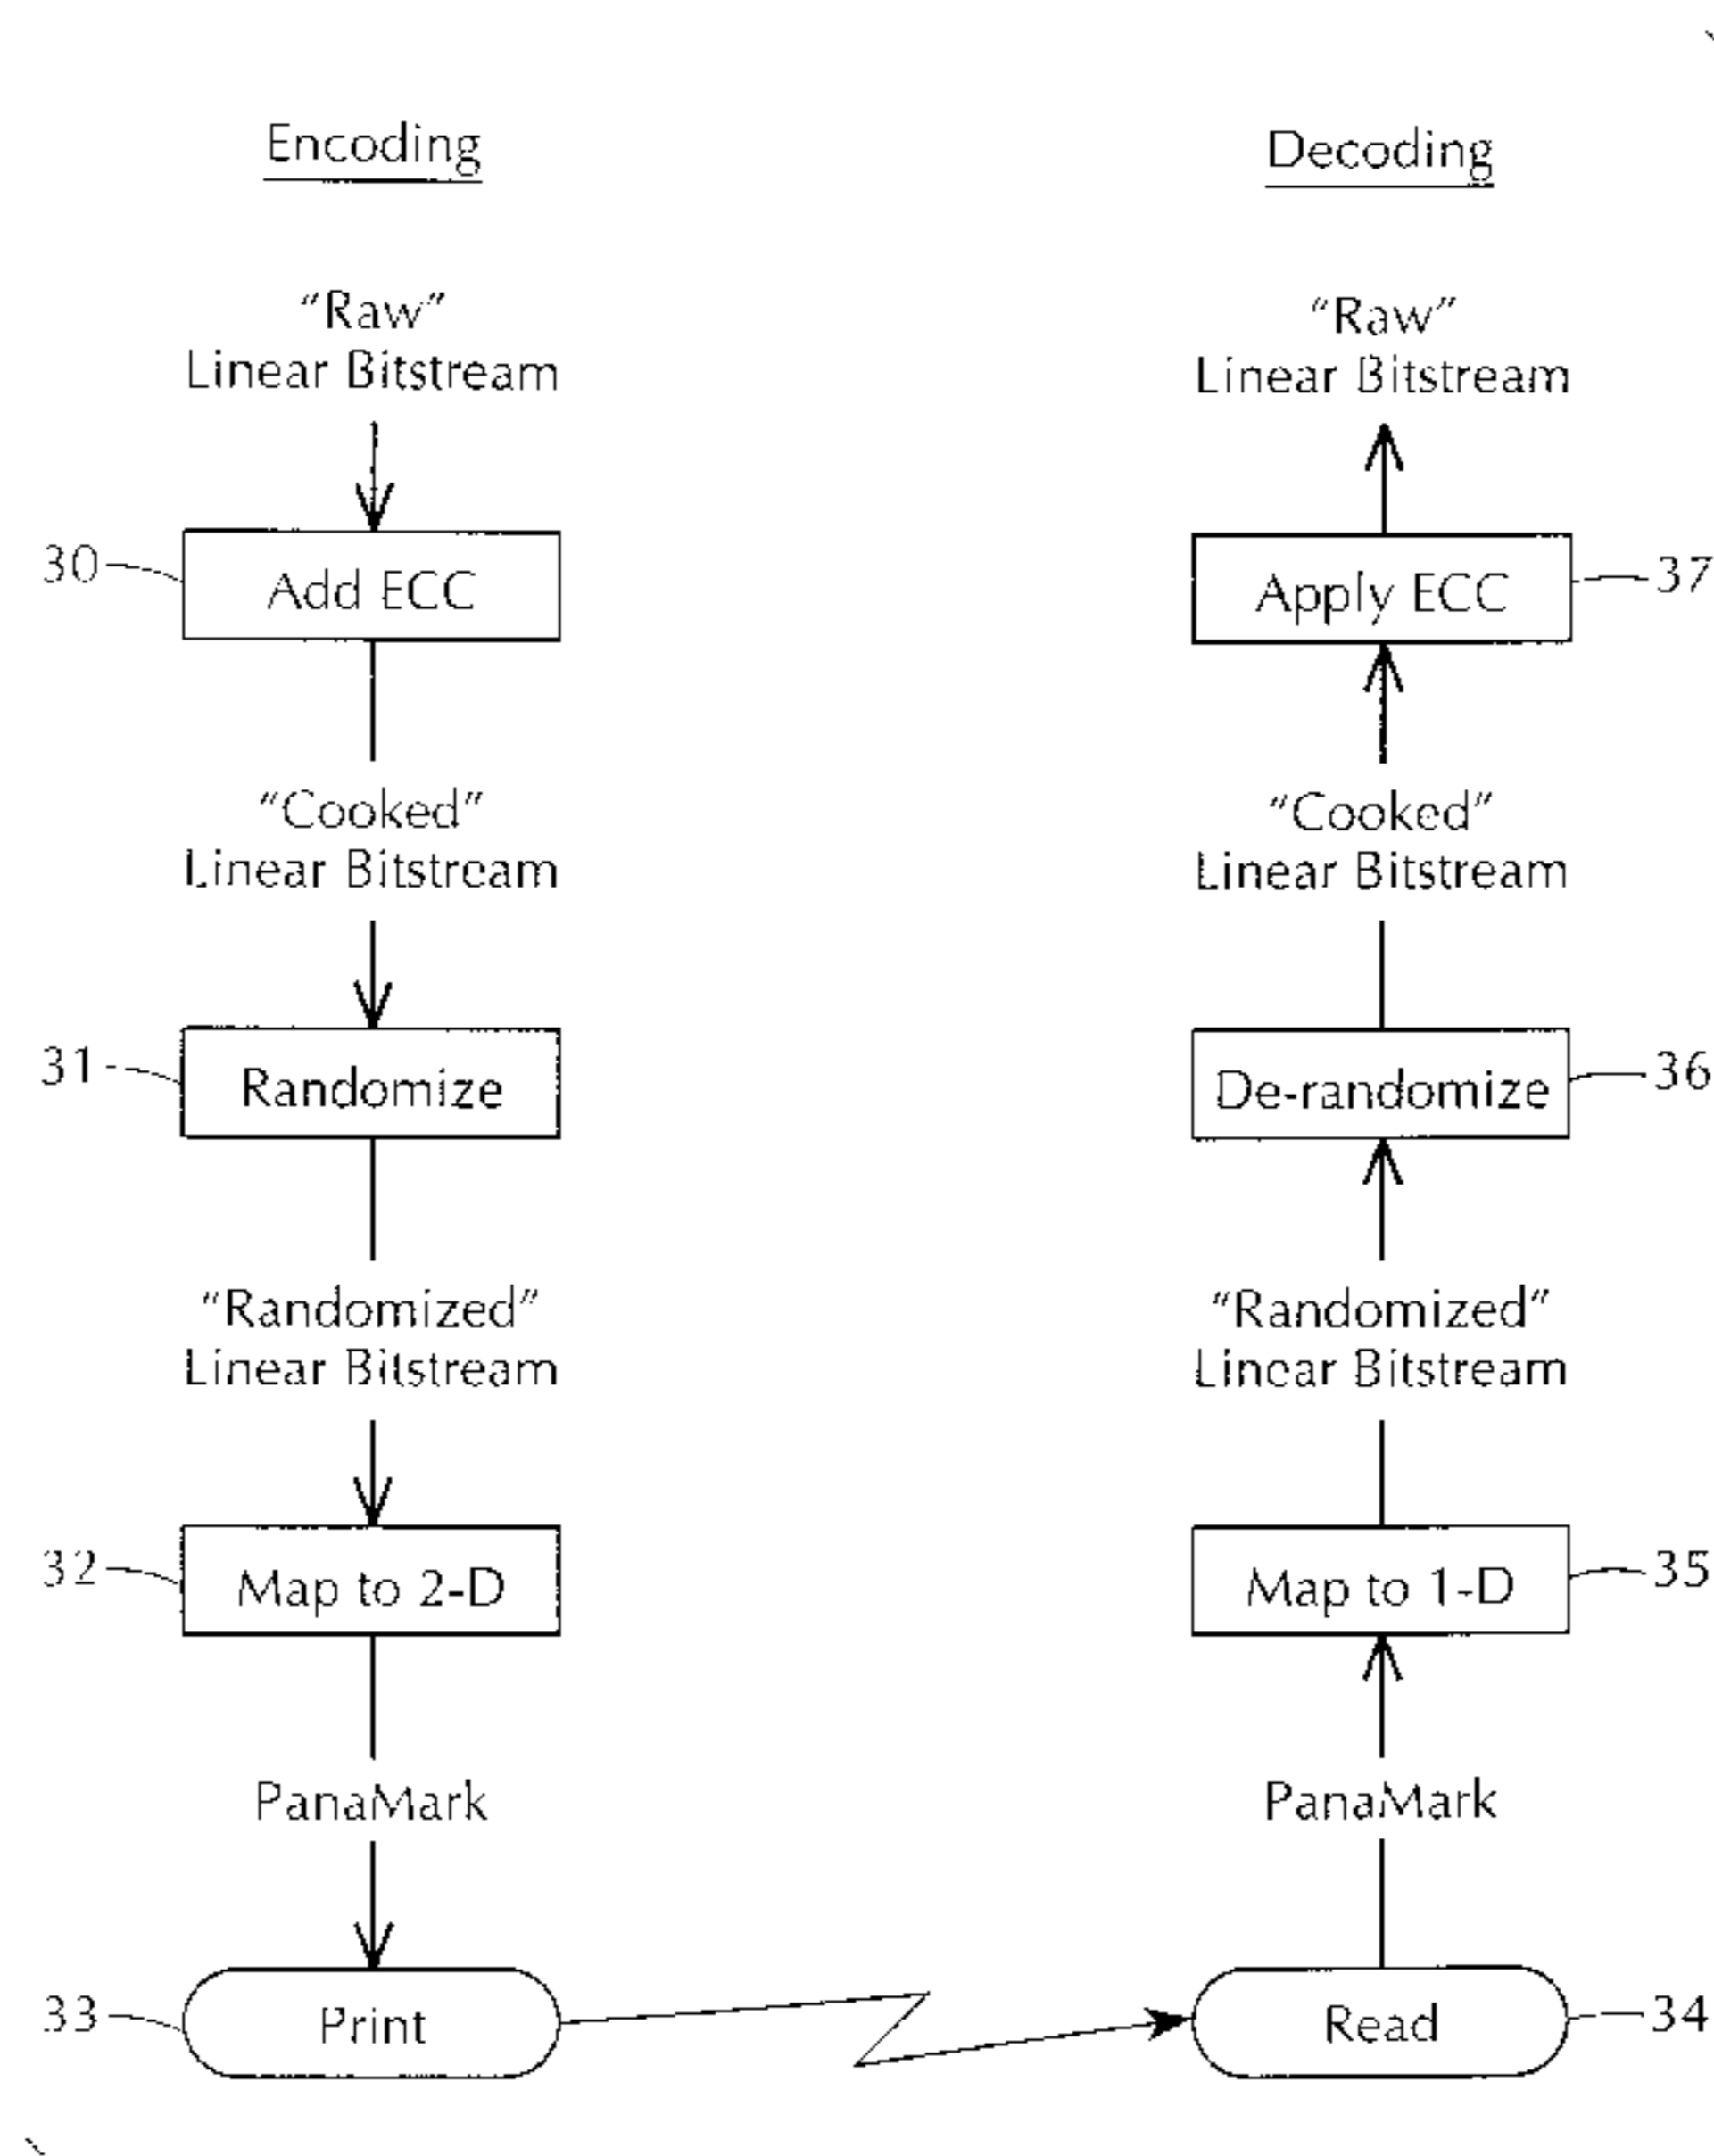 Encoding
"Raw"
Linear Bitstream
30
Add ECC
"Cooked"
Linear Bitstream
31
Randomize
"Randomized"
Linear Bitstream
32
Map to 2-D
PanaMark
33
Print
Decoding
"Raw"
Linear Bitstream
Apply ECC
37
"Cooked"
Linear Bitstream
De-randomize
36
"Randomized"
Linear Bitstream
Map to 1-D
35
PanaMark
Read
34